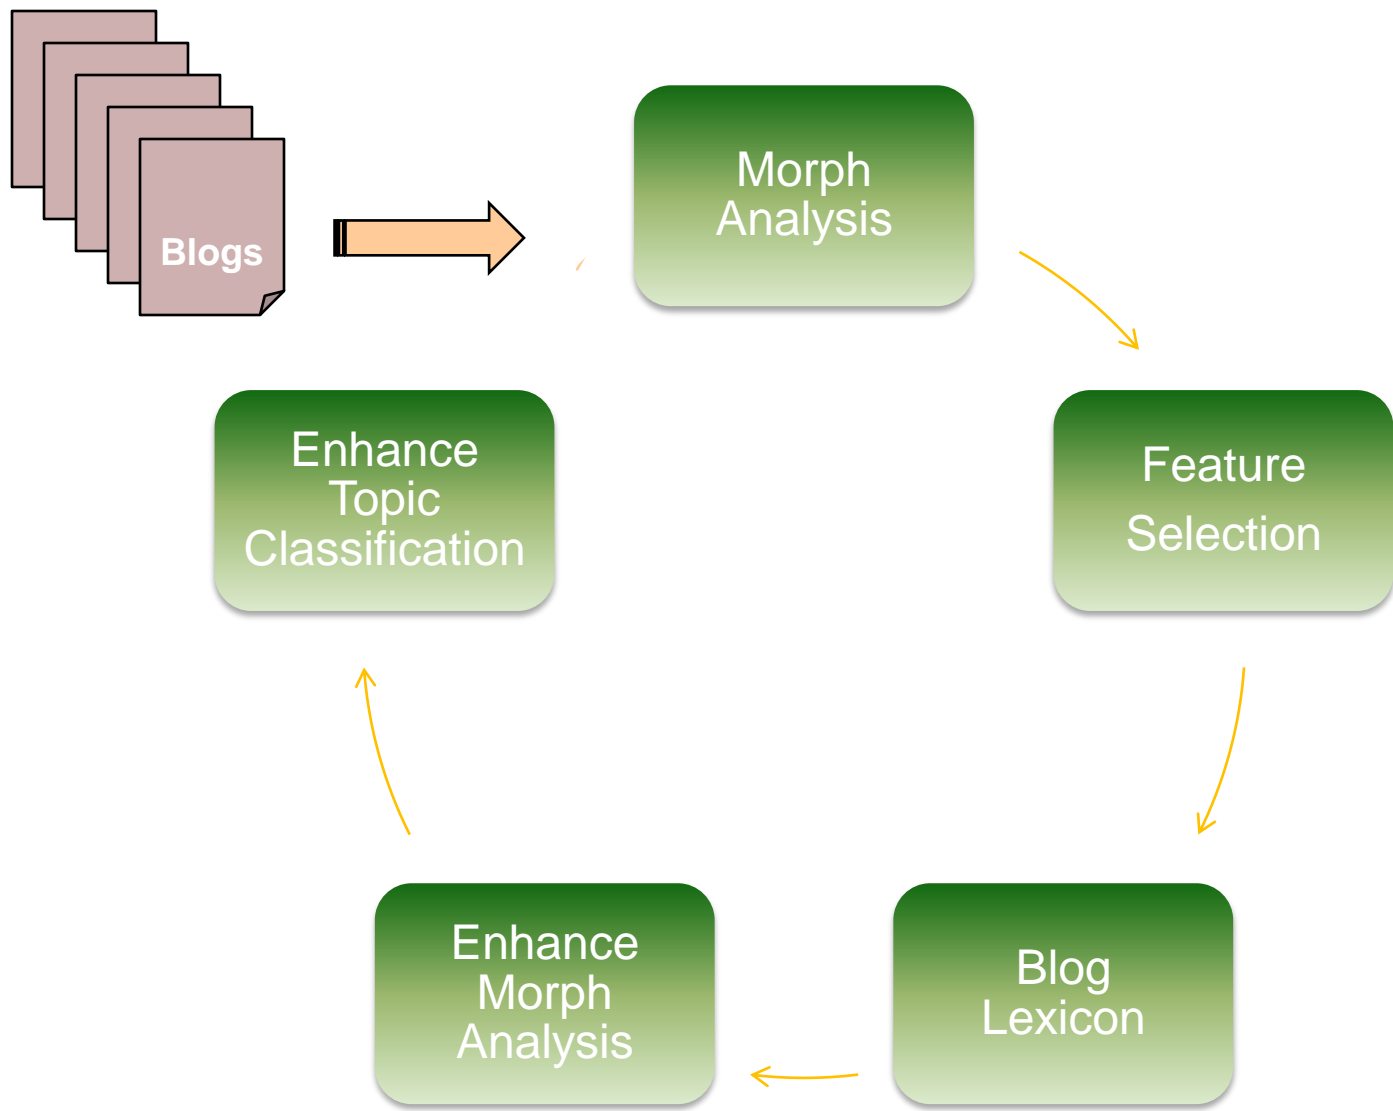 Blogs
Morph
Analysis
Feature
Selection
Blog
Lexicon
Enhance
Morph
Analysis
Enhance
Topic
Classification